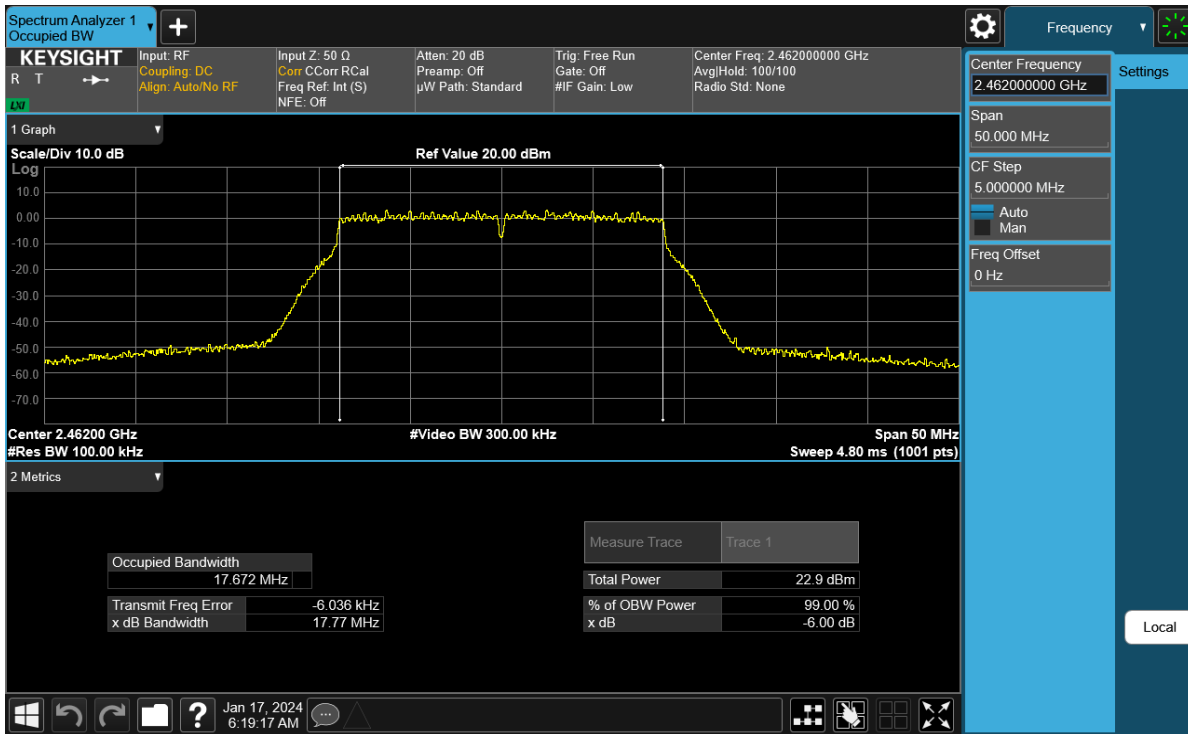 Spectrum Analyzer 1
Occupied BW
Frequency
KEYSIGHT
R T
LXI
Input: RF
Coupling: DC
Align: Auto/No RF
Input Z: 50 Ω
Corr CCorr RCal
Freq Ref: Int (S)
NFE: Off
Atten: 20 dB
Preamp: Off
µW Path: Standard
Trig: Free Run
Gate: Off
#IF Gain: Low
Center Freq: 2.462000000 GHz
Avg|Hold: 100/100
Radio Std: None
Center Frequency
2.462000000 GHz
Settings
Span
50.000 MHz
CF Step
5.000000 MHz
Auto
Man
Freq Offset
0 Hz
1 Graph
Scale/Div 10.0 dB
Ref Value 20.00 dBm
Log
10.0
0.00
-10.0
-20.0
-30.0
-40.0
-50.0
-60.0
-70.0
Center 2.46200 GHz
#Video BW 300.00 kHz
Span 50 MHz
#Res BW 100.00 kHz
Sweep 4.80 ms (1001 pts)
2 Metrics
Measure Trace
Trace 1
Occupied Bandwidth
17.672 MHz
Total Power
22.9 dBm
Transmit Freq Error
-6.036 kHz
% of OBW Power
99.00 %
x dB Bandwidth
17.77 MHz
x dB
-6.00 dB
Local
Jan 17, 2024
6:19:17 AM